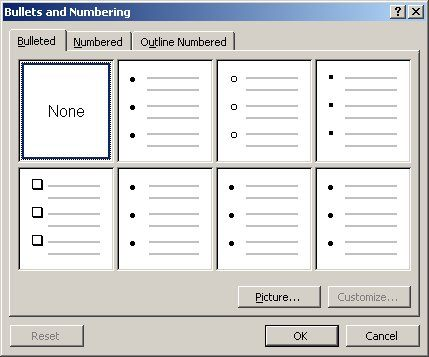 Bullets and Numbering
Bulleted Numbered Outline Numbered
None
Picture... Customize...
Reset OK Cancel